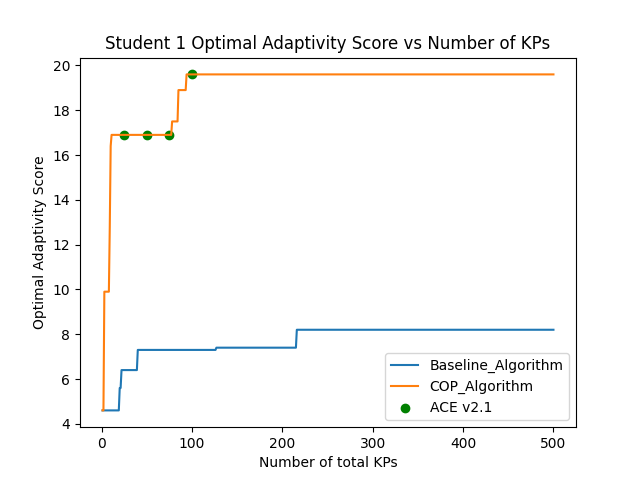 Student 1 Optimal Adaptivity Score vs Number of KPs
Optimal Adaptivity Score
20
18
16
14
12
10
8
6
4
0
100
200
300
400
500
Number of total KPs
Baseline_Algorithm
COP_Algorithm
ACE v2.1